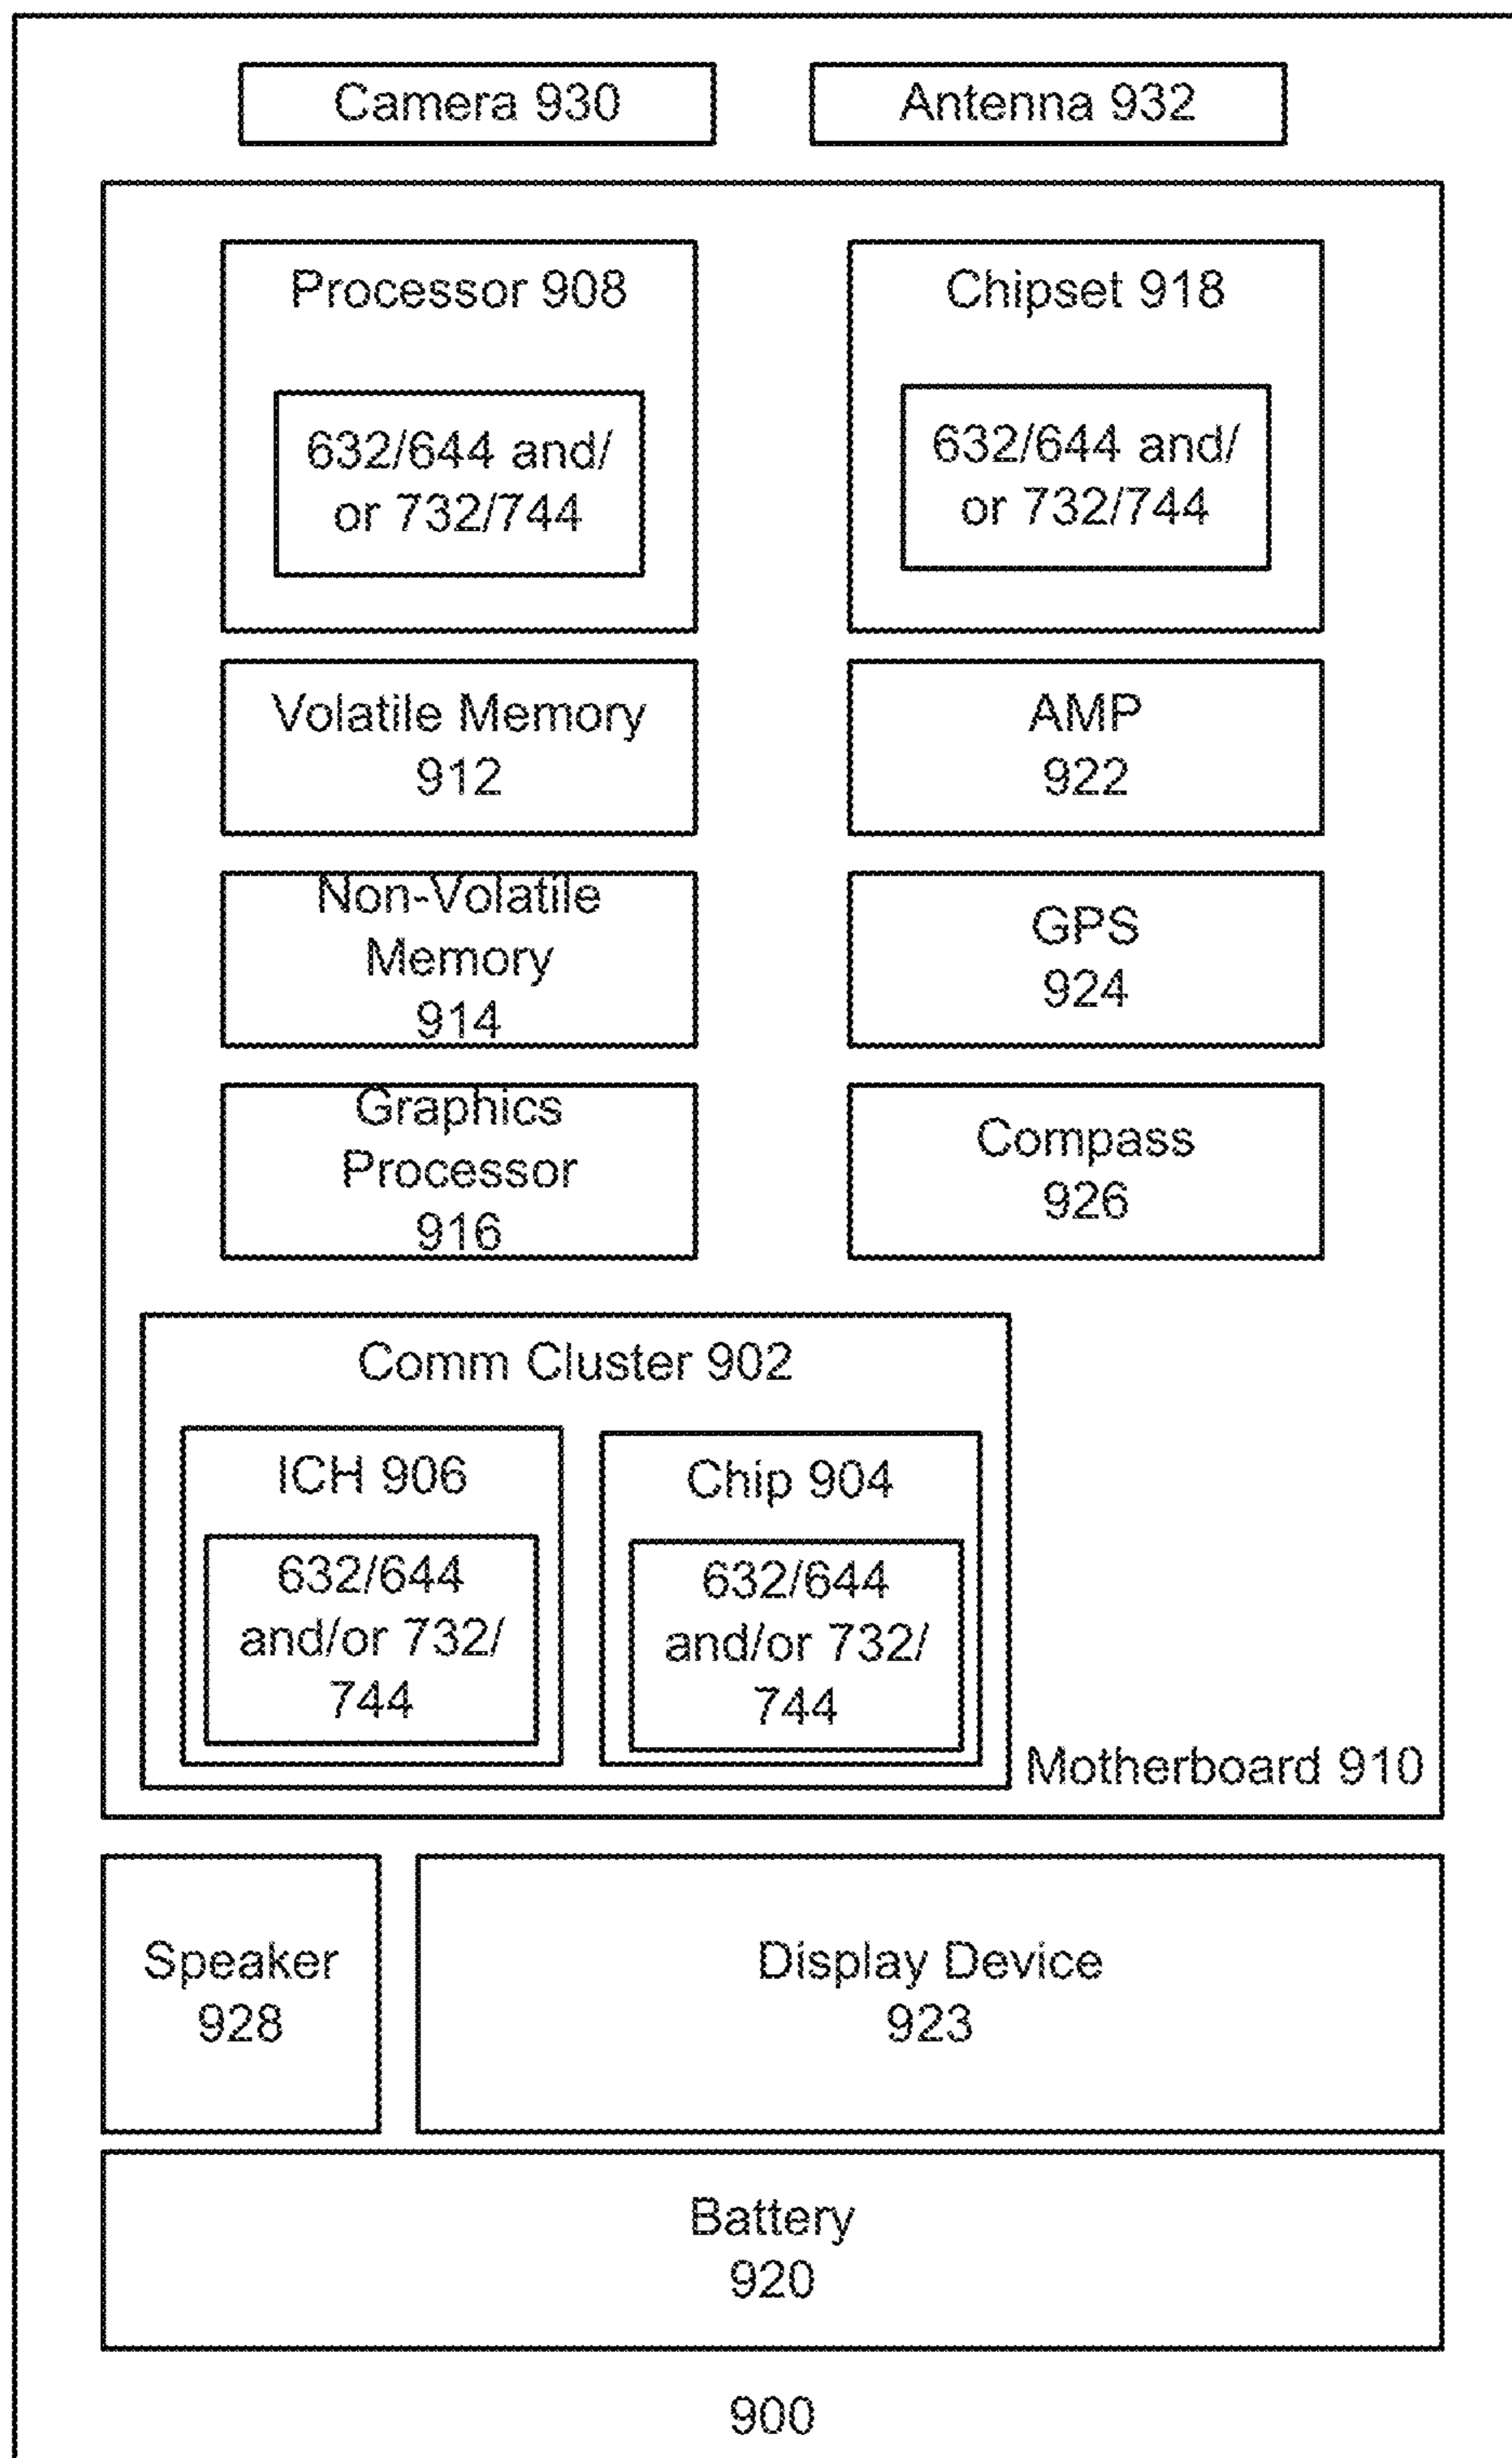 Camera 930
Antenna 932
Processor 908
632/644 and/
or 732/744
Chipset 918
632/644 and/
or 732/744
Volatile Memory
912
AMP
922
Non-Volatile
Memory
914
GPS
924
Graphics
Processor
916
Compass
926
Comm Cluster 902
ICH 906
632/644
and/or 732/
744
Chip 904
632/644
and/or 732/
744
Motherboard 910
Speaker
928
Display Device
923
Battery
920
900